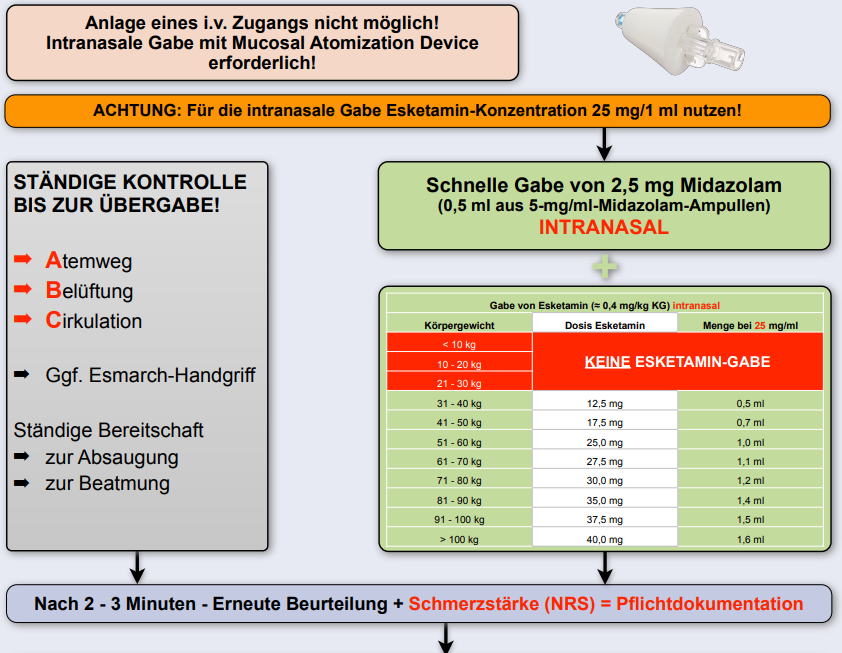 Anlage eines i.v. Zugangs nicht möglich!
Intranasale Gabe mit Mucosal Atomization Device
erforderlich!
ACHTUNG: Für die intranasale Gabe Esketamin-Konzentration 25 mg/1 ml nutzen!
STÄNDIGE KONTROLLE
BIS ZUR ÜBERGABE!
➡ Atemweg
➡ Belüftung
➡ Cirkulation
➡ Ggf. Esmarch-Handgriff
Ständige Bereitschaft
➡ zur Absaugung
➡ zur Beatmung
Schnelle Gabe von 2,5 mg Midazolam
(0,5 ml aus 5-mg/ml-Midazolam-Ampullen)
INTRANASAL
+
Gabe von Esketamin (≈ 0,4 mg/kg KG) intranasal
Körpergewicht Dosis Esketamin Menge bei 25 mg/ml
< 10 kg
10 - 20 kg KEINE ESKETAMIN-GABE
21 - 30 kg
31 - 40 kg 12,5 mg 0,5 ml
41 - 50 kg 17,5 mg 0,7 ml
51 - 60 kg 25,0 mg 1,0 ml
61 - 70 kg 27,5 mg 1,1 ml
71 - 80 kg 30,0 mg 1,2 ml
81 - 90 kg 35,0 mg 1,4 ml
91 - 100 kg 37,5 mg 1,5 ml
> 100 kg 40,0 mg 1,6 ml
Nach 2 - 3 Minuten - Erneute Beurteilung + Schmerzstärke (NRS) = Pflichtdokumentation